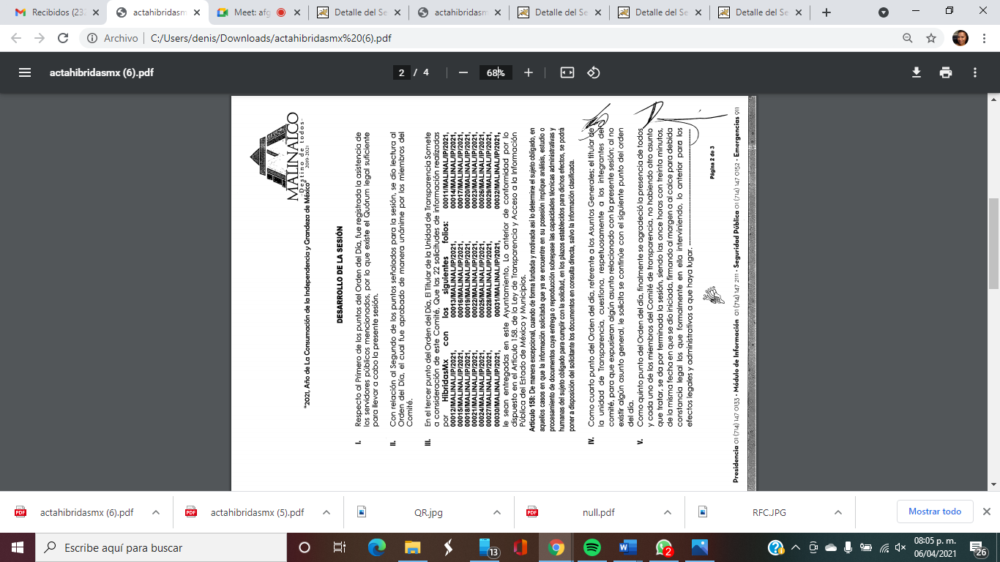 Recibidos (232
actahibridasm
Meet: afg
Detalle del Se
actahibridasm
Detalle del Se
Detalle del Se
Detalle del Se
Archivo
C:/Users/denis/Downloads/actahibridasmx%20(6).pdf
actahibridasmx (6).pdf
2 / 4
68%
MALINALCO
-Destino de todos-
2019-2021
"2021, Año de La Consumación de la Independencia y Grandeza de México"
DESARROLLO DE LA SESIÓN
I. Respecto al Primero de los puntos del Orden del Día, fue registrada la asistencia de
los servidores públicos mencionados, por lo que existe el Quórum legal suficiente
para llevar a cabo la presente sesión.
II. Con relación al Segundo de los puntos señalados para la sesión, se dio lectura al
Orden del Día, el cual fue aprobado de manera unánime por los miembros del
Comité.
III. En el tercer punto del Orden del Día, El Titular de la Unidad de Transparencia Somete
a consideración de este Comité, Que las 22 solicitudes de información realizadas
por HibridasMx con los siguientes folios: 00011/MALINAL/IP/2021,
00012/MALINAL/IP/2021, 00013/MALINAL/IP/2021, 00014/MALINAL/IP/2021,
00015/MALINAL/IP/2021, 00016/MALINAL/IP/2021, 00017/MALINAL/IP/2021,
00018/MALINAL/IP/2021, 00019/MALINAL/IP/2021, 00020/MALINAL/IP/2021,
00021/MALINAL/IP/2021, 00022/MALINAL/IP/2021, 00023/MALINAL/IP/2021,
00024/MALINAL/IP/2021, 00025/MALINAL/IP/2021, 00026/MALINAL/IP/2021,
00027/MALINAL/IP/2021, 00028/MALINAL/IP/2021, 00029/MALINAL/IP/2021,
00030/MALINAL/IP/2021, 00031/MALINAL/IP/2021, 00032/MALINAL/IP/2021,
le sean entregadas en este Ayuntamiento, Lo anterior de conformidad por lo
dispuesto en el Artículo 158. de la Ley de Transparencia y Acceso a la Información
Pública del Estado de México y Municipios.
Artículo 158: De manera excepcional, cuando de forma fundada y motivada así lo determine el sujeto obligado, en
aquellos casos en que la información solicitada que ya se encuentre en su posesión implique análisis, estudio o
procesamiento de documentos cuya entrega o reproducción sobrepase las capacidades técnicas administrativas y
humanas del sujeto obligado para cumplir con la solicitud, en los plazos establecidos para dichos efectos, se podrá
poner a disposición del solicitante los documentos en consulta directa, salvo la información clasificada.
IV. Como cuarto punto del Orden del día, referente a los Asuntos Generales; el titular de
la unidad de Transparencia, cuestiona, respetuosamente a los integrantes del
comité, para que expusieran algún asunto relacionado con la presente sesión; al no
existir algún asunto general, le solicita se continúe con el siguiente punto del orden
del día.
V. Como quinto punto del Orden del día, finalmente se agradeció la presencia de todos
y cada uno de los miembros del Comité de transparencia, no habiendo otro asunto
que tratar, se da por terminada la sesión, siendo las once horas con treinta minutos,
de la misma fecha en que se dio iniciada, firmando al margen a al calce para debida
constancia legal los que formalmente en ella interviniendo, lo anterior para los
efectos legales y administrativos a que haya lugar.
Página 2 de 3
Presidencia 01 (714) 147 0133 • Módulo de Información 01 (714) 147 2111 • Seguridad Pública 01 (714) 147 0152 • Emergencias 911
actahibridasmx (6).pdf
actahibridasmx (5).pdf
QR.jpg
null.pdf
RFC.JPG
Mostrar todo
Escribe aquí para buscar
13
2
08:05 p. m.
06/04/2021
26